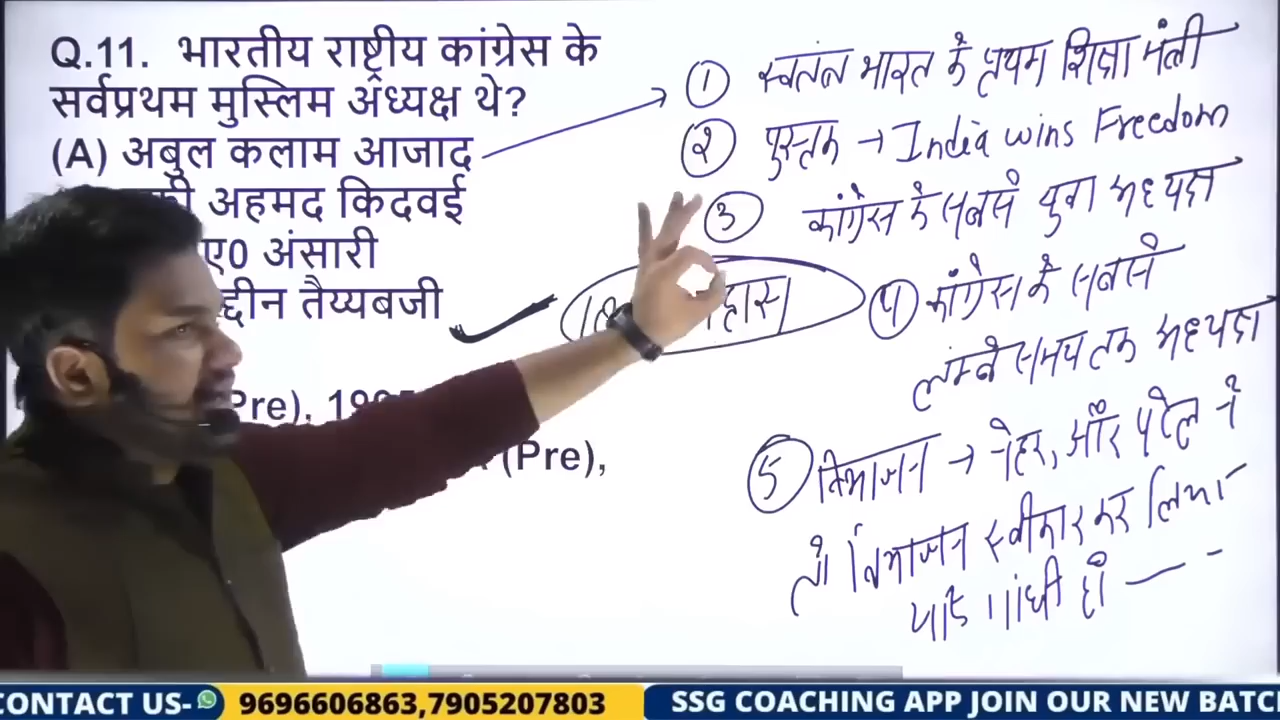 Q.11. भारतीय राष्ट्रीय कांग्रेस के
सर्वप्रथम मुस्लिम अध्यक्ष थे?
(A) अबुल कलाम आजाद
अहमद किदवई
ए0 अंसारी
द्दीन तैय्यबजी
Pre), 199
(Pre),
① स्वतंत्र भारत के प्रथम शिक्षा मंत्री
② पुस्तक → India wins Freedom
③ कांग्रेस के सबसे युवा अध्यक्ष
④ कांग्रेस के सबसे
लम्बे समय तक अध्यक्ष
⑤ विभाजन → नेहरू, और पटेल ने
तो विभाजन स्वीकार कर लिया
यदि गांधी हाँ
CONTACT US- 9696606863,7905207803 SSG COACHING APP JOIN OUR NEW BATC